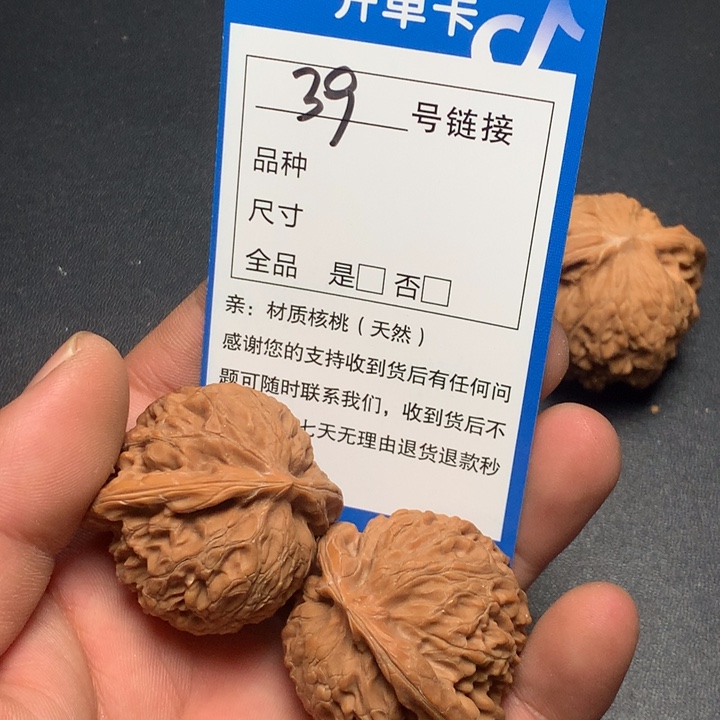 开单卡
39号链接
品种
尺寸
全品 是□ 否□
亲：材质核桃（天然）
感谢您的支持收到货后有任何问
题可随时联系我们，收到货后不
七天无理由退货退款秒